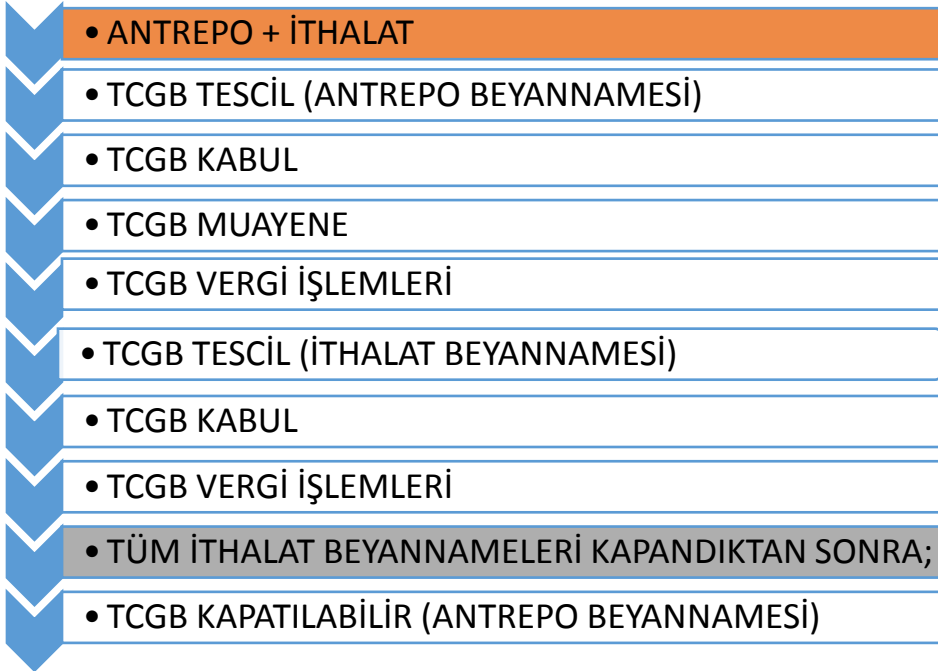 • ANTREPO + İTHALAT
• TCGB TESCİL (ANTREPO BEYANNAMESİ)
• TCGB KABUL
• TCGB MUAYENE
• TCGB VERGİ İŞLEMLERİ
• TCGB TESCİL (İTHALAT BEYANNAMESİ)
• TCGB KABUL
• TCGB VERGİ İŞLEMLERİ
• TÜM İTHALAT BEYANNAMELERİ KAPANDIKTAN SONRA;
• TCGB KAPATILABİLİR (ANTREPO BEYANNAMESİ)